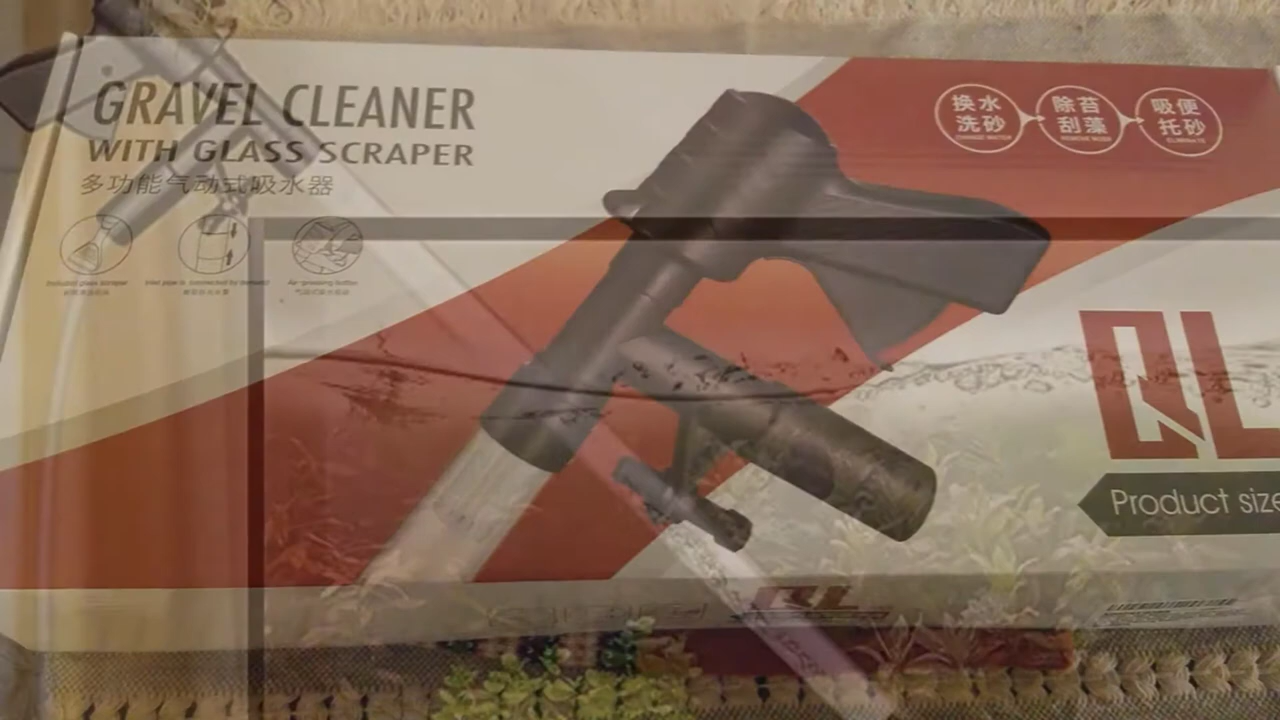 GRAVEL CLEANER
WITH GLASS SCRAPER
多功能气动式吸水器
换水
洗砂
除苔
刮藻
吸便
托砂
QL
Product size